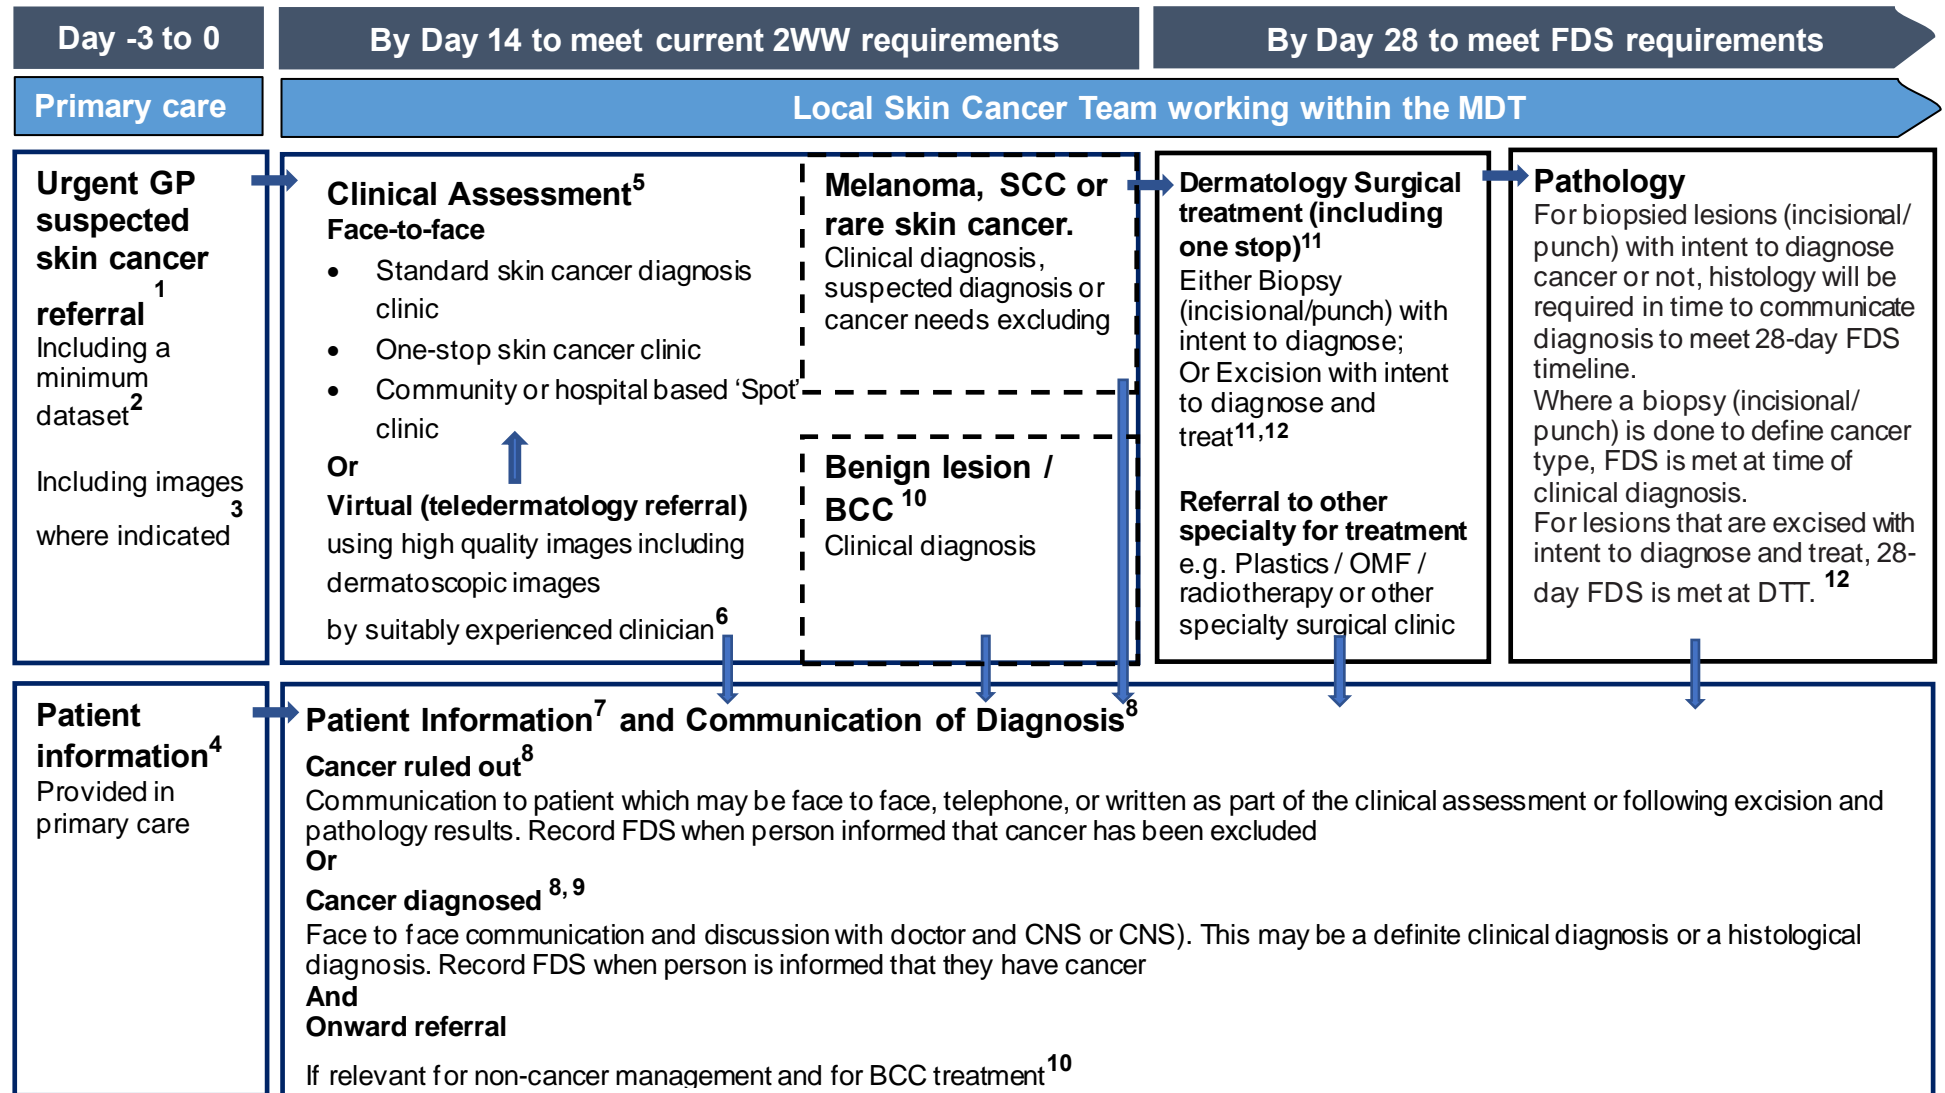 Day -3 to 0
By Day 14 to meet current 2WW requirements
By Day 28 to meet FDS requirements
Primary care
Local Skin Cancer Team working within the MDT
Urgent GP
suspected
skin cancer
referral 1
Including a
minimum
dataset2
Including images
where indicated 3
Clinical Assessment5
Face-to-face
• Standard skin cancer diagnosis
clinic
• One-stop skin cancer clinic
• Community or hospital based ‘Spot’
clinic
Or
Virtual (teledermatology referral)
using high quality images including
dermatoscopic images
by suitably experienced clinician6
Melanoma, SCC or
rare skin cancer.
Clinical diagnosis,
suspected diagnosis or
cancer needs excluding
Benign lesion /
BCC 10
Clinical diagnosis
Dermatology Surgical
treatment (including
one stop)11
Either Biopsy
(incisional/punch) with
intent to diagnose;
Or Excision with intent
to diagnose and
treat11,12
Referral to other
specialty for treatment
e.g. Plastics / OMF /
radiotherapy or other
specialty surgical clinic
Pathology
For biopsied lesions (incisional/
punch) with intent to diagnose
cancer or not, histology will be
required in time to communicate
diagnosis to meet 28-day FDS
timeline.
Where a biopsy (incisional/
punch) is done to define cancer
type, FDS is met at time of
clinical diagnosis.
For lesions that are excised with
intent to diagnose and treat, 28-
day FDS is met at DTT. 12
Patient
information4
Provided in
primary care
Patient Information7 and Communication of Diagnosis8
Cancer ruled out8
Communication to patient which may be face to face, telephone, or written as part of the clinical assessment or following excision and
pathology results. Record FDS when person informed that cancer has been excluded
Or
Cancer diagnosed 8, 9
Face to face communication and discussion with doctor and CNS or CNS). This may be a definite clinical diagnosis or a histological
diagnosis. Record FDS when person is informed that they have cancer
And
Onward referral
If relevant for non-cancer management and for BCC treatment10